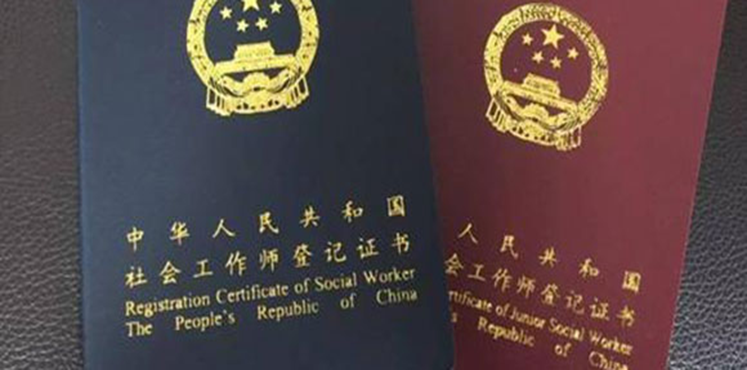 中华人民共和国
社会工作师登记证书
Registration Certificate of Social Worker
The People's Republic of China
人民共和国
会工作师登记证书
Certificate of Junior Social Worker
's Republic of China